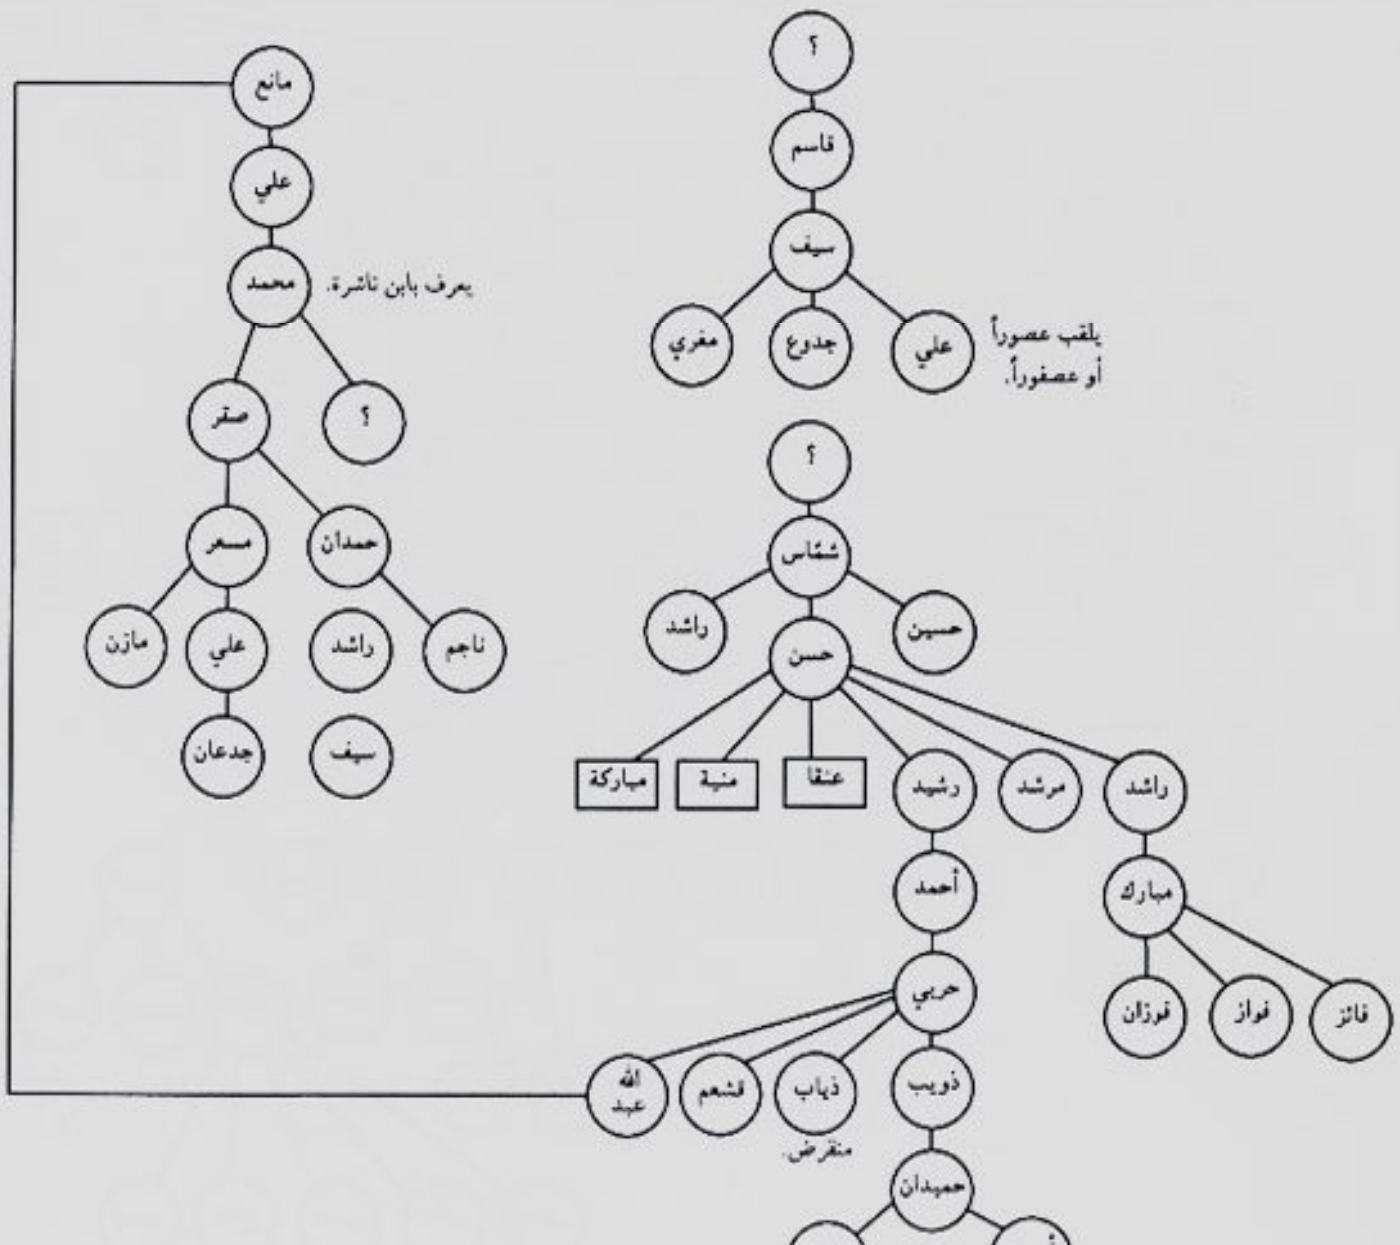 ؟
مانع
قاسم
علي
سيف
محمد
يعرف بابن ناشرة.
علي
جدوع
مغري
يلقب عصوراً
أو عصفوراً.
صقر
؟
؟
حمدان
مسعر
شمّاس
ناجم
راشد
علي
مازن
حسين
حسن
راشد
سيف
جدعان
راشد
مرشد
رشيد
عنقا
منية
مباركة
أحمد
مبارك
حربي
فائز
فواز
فوزان
ذويب
ذياب
قشعم
الله
عبد
منقرض.
حميدان